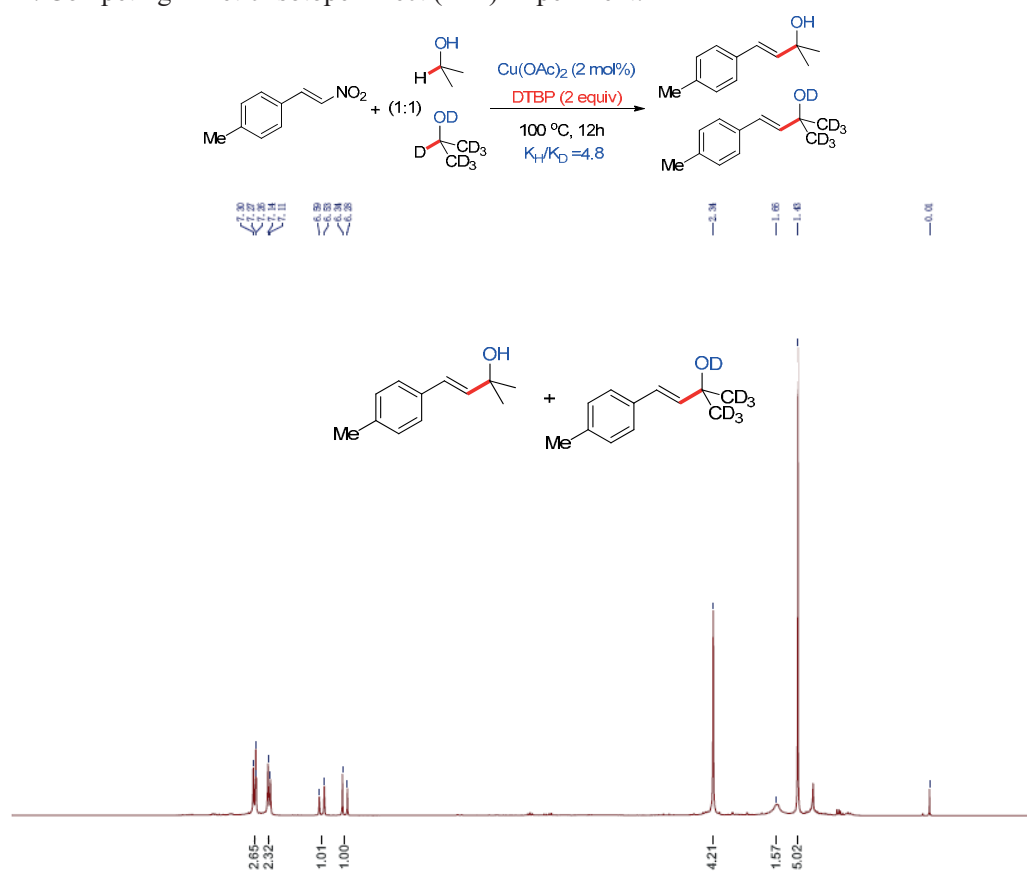 OH
H
Cu(OAc)2 (2 mol%)
OH
NO2
+ (1:1)
DTBP (2 equiv)
OD
OD
100 oC, 12h
CD3
CD3
Me
Me
D
CD3
CD3
KH/KD =4.8
Me
7.30
7.27
7.26
7.14
7.11
6.59
6.53
6.34
6.28
2.34
1.65
1.43
-0.01
OH
OD
+
CD3
CD3
Me
Me
2.65
2.32
1.01
1.00
4.21
1.57
5.02